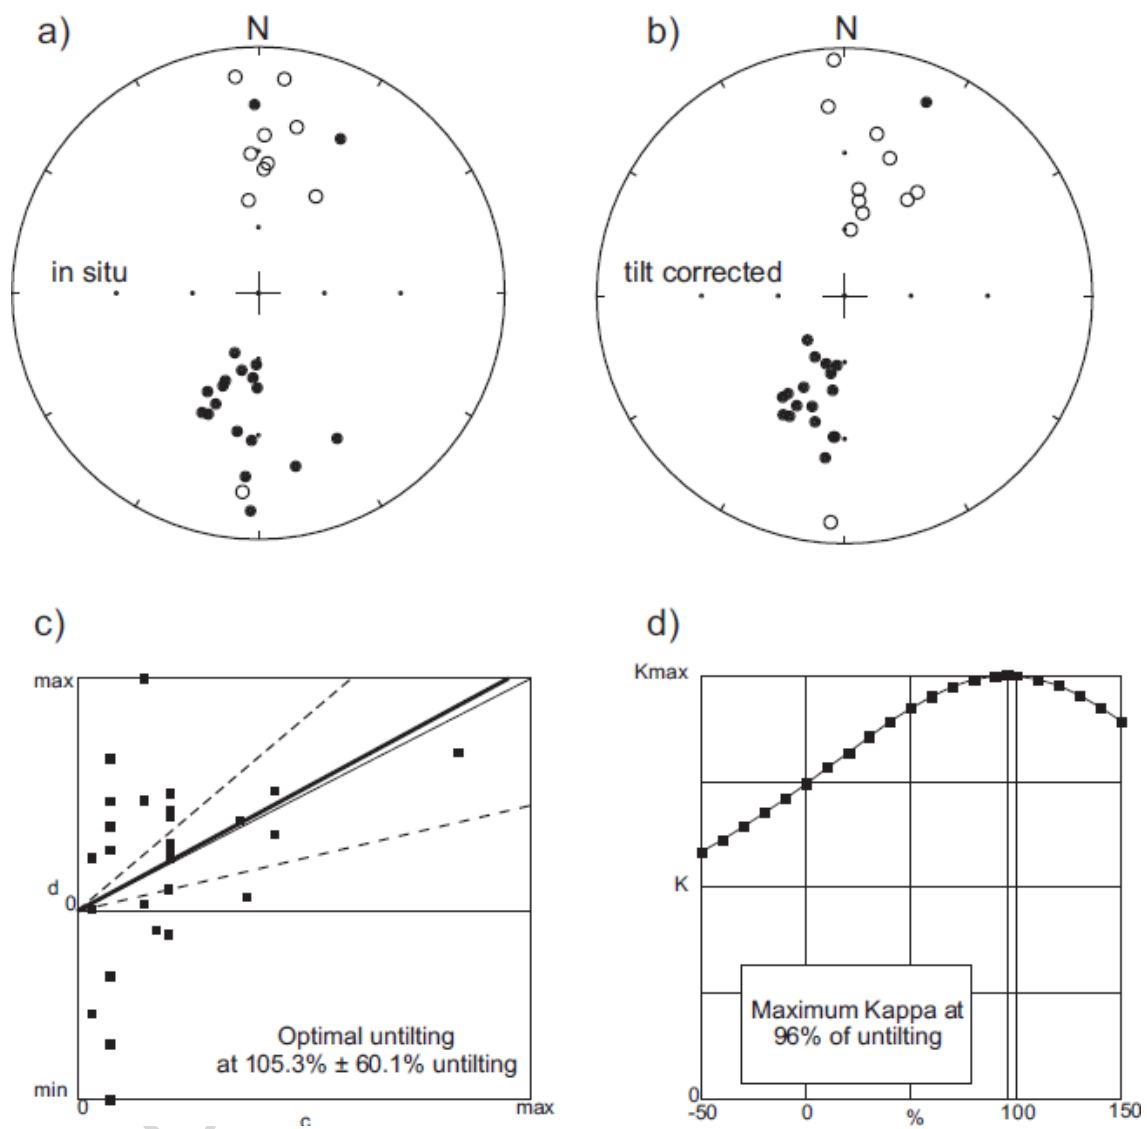 a)
N
in situ
b)
N
tilt corrected
c)
max
d
0
min
0
c
max
Optimal untilting
at 105.3% ± 60.1% untilting
d)
Kmax
K
0
-50
0
%
100
150
Maximum Kappa at
96% of untilting